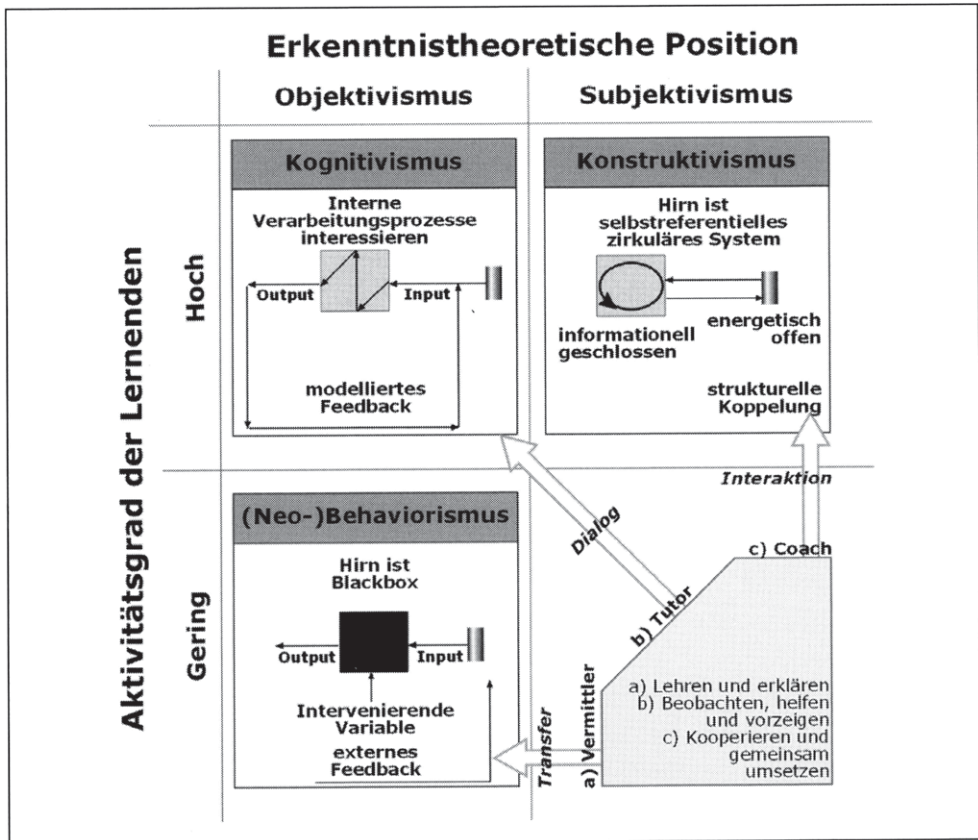 Erkenntnistheoretische Position
Objektivismus
Subjektivismus
Aktivitätsgrad der Lernenden
Hoch
Kognitivismus
Interne
Verarbeitungsprozesse
interessieren
Output
Input
modelliertes
Feedback
Konstruktivismus
Hirn ist
selbstreferentielles
zirkuläres System
informationell
geschlossen
energetisch
offen
strukturelle
Koppelung
Gering
(Neo-)Behaviorismus
Hirn ist
Blackbox
Output
Input
Intervenierende
Variable
externes
Feedback
Transfer
Dialog
Interaktion
a) Vermittler
b) Tutor
c) Coach
a) Lehren und erklären
b) Beobachten, helfen
und vorzeigen
c) Kooperieren und
gemeinsam
umsetzen